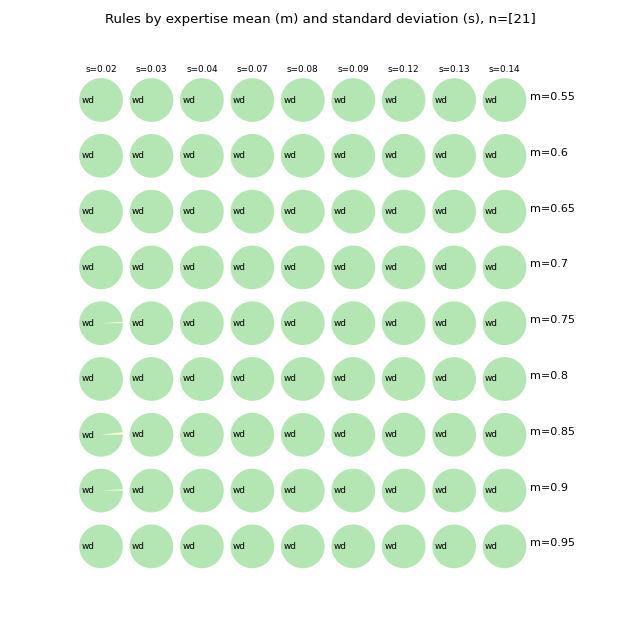 Rules by expertise mean (m) and standard deviation (s), n=[21]
s=0.02 s=0.03 s=0.04 s=0.07 s=0.08 s=0.09 s=0.12 s=0.13 s=0.14
wd wd wd wd wd wd wd wd wd m=0.55
wd wd wd wd wd wd wd wd wd m=0.6
wd wd wd wd wd wd wd wd wd m=0.65
wd wd wd wd wd wd wd wd wd m=0.7
wd wd wd wd wd wd wd wd wd m=0.75
wd wd wd wd wd wd wd wd wd m=0.8
wd wd wd wd wd wd wd wd wd m=0.85
wd wd wd wd wd wd wd wd wd m=0.9
wd wd wd wd wd wd wd wd wd m=0.95